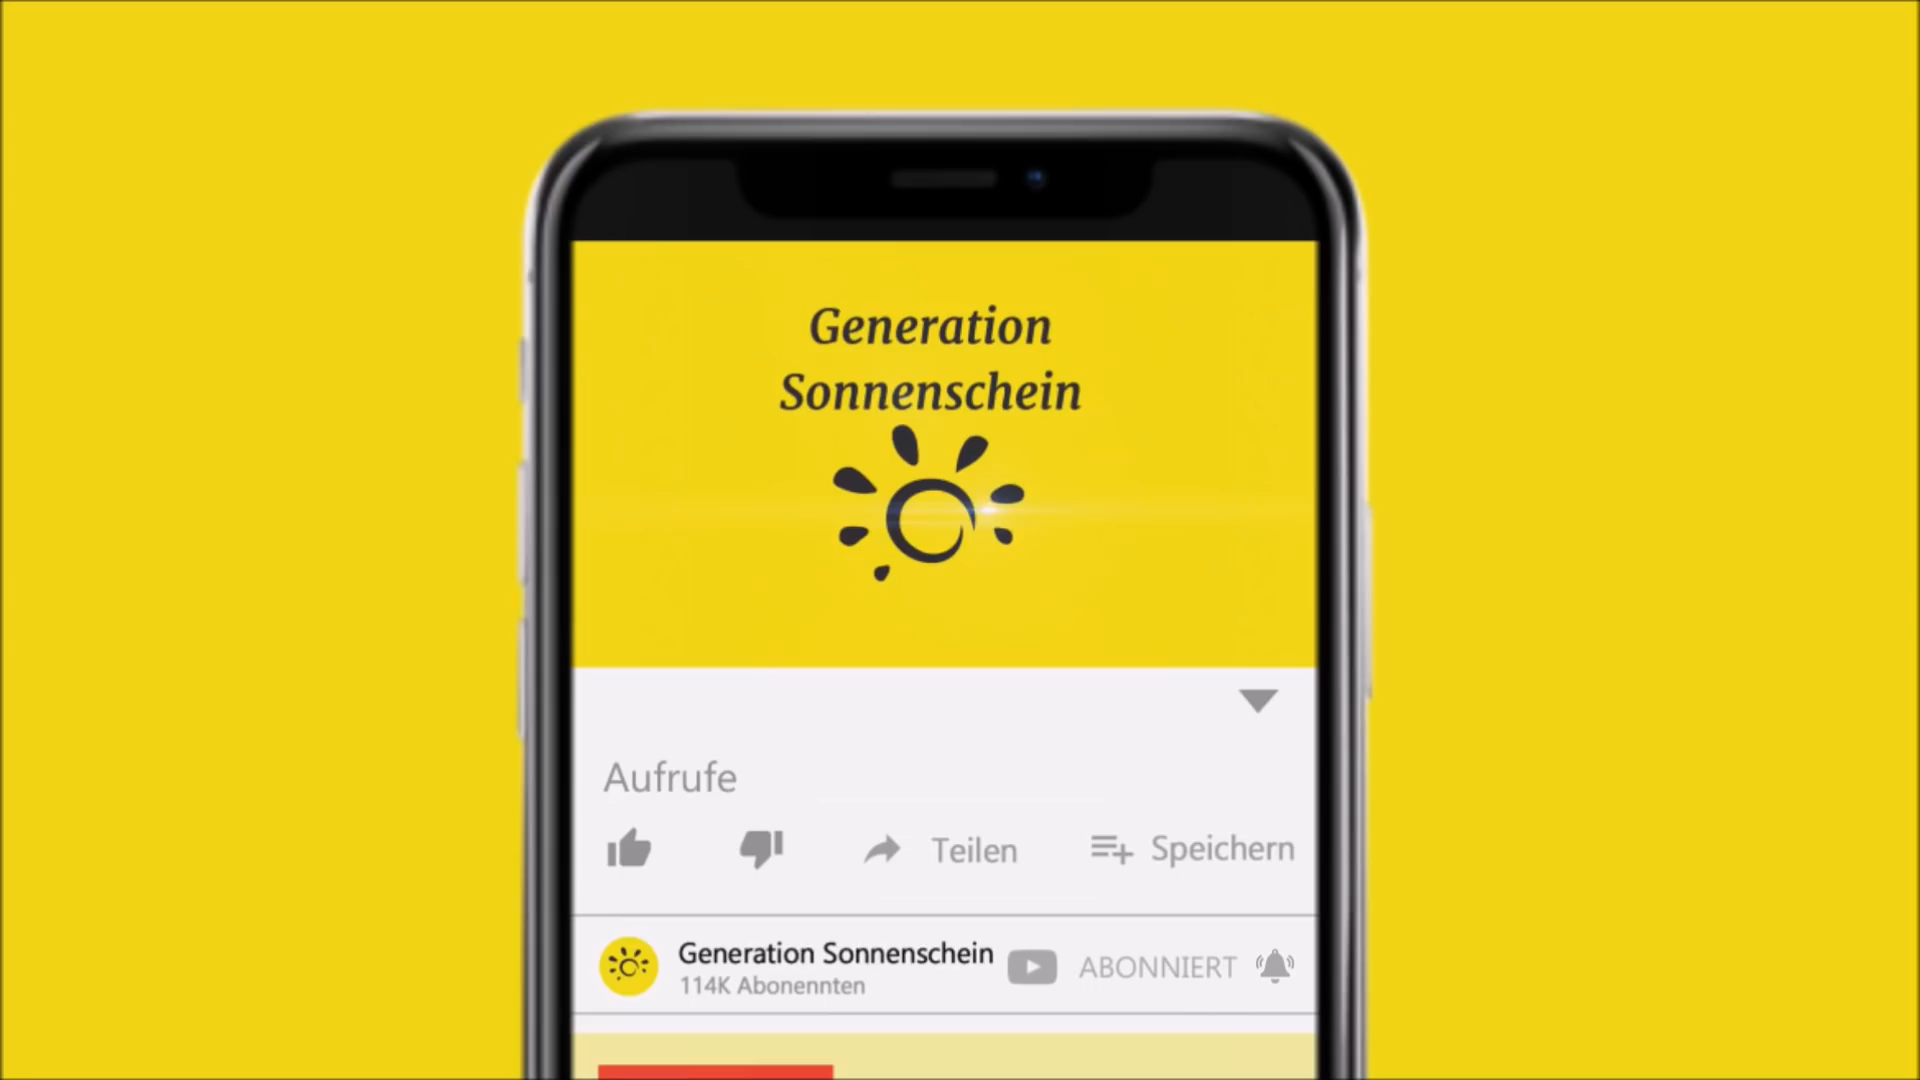 Generation
Sonnenschein
Aufrufe
Teilen
Speichern
Generation Sonnenschein
114K Abonennten
ABONNIERT